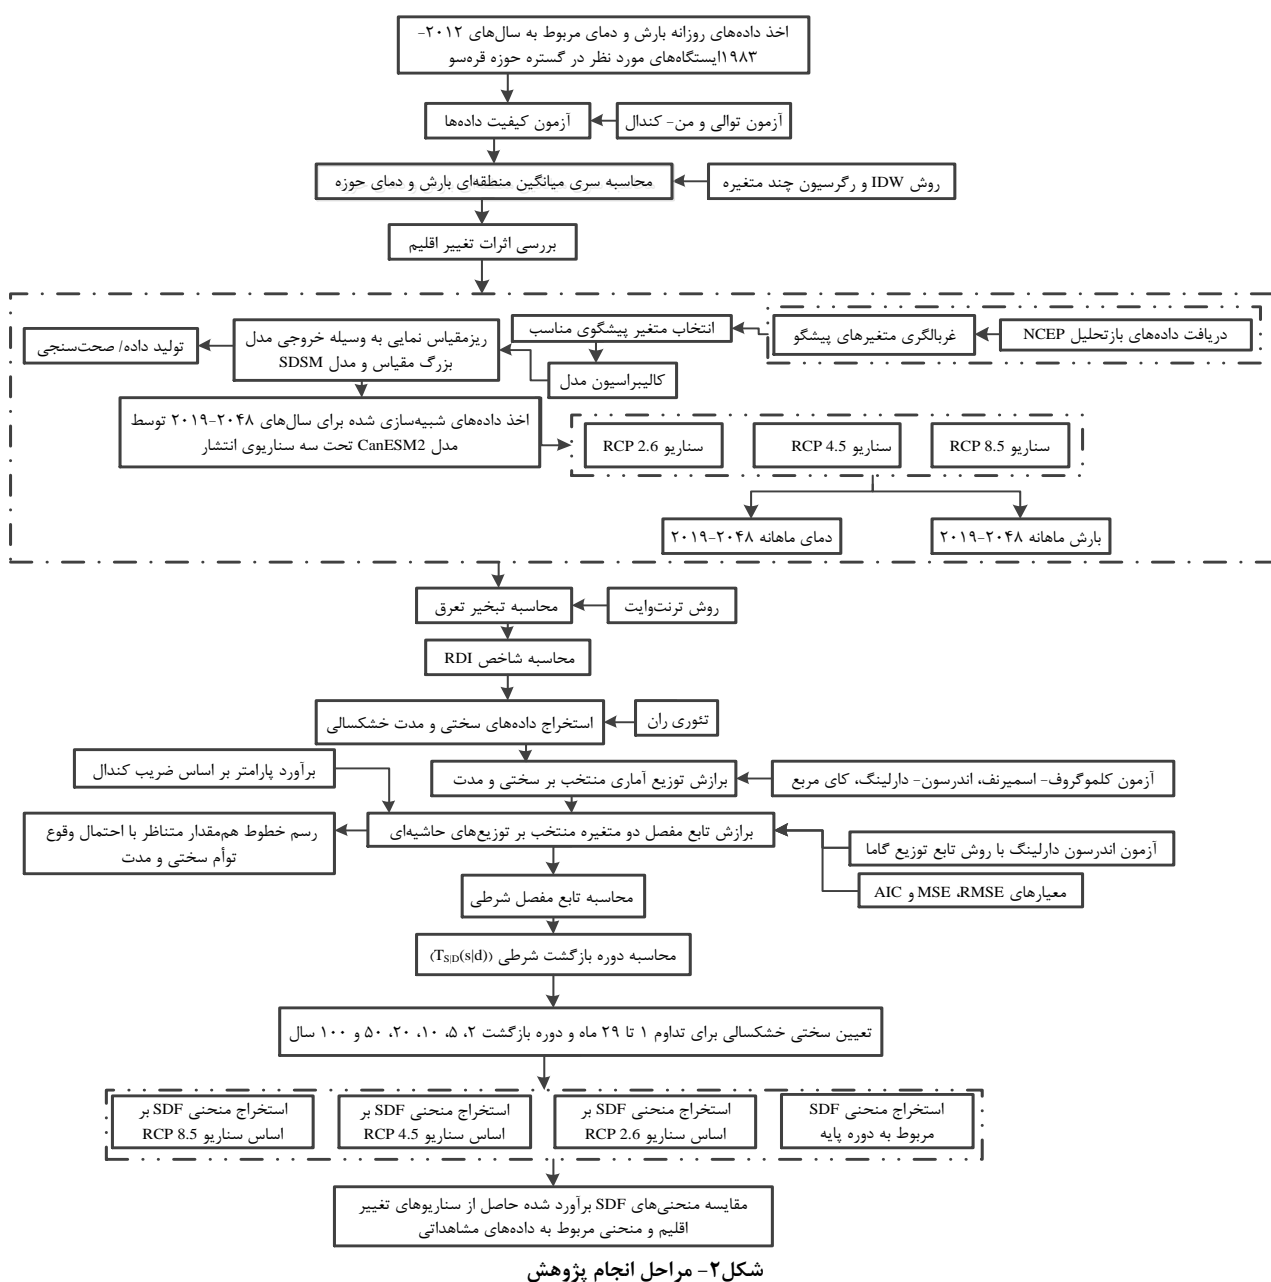 اخذ داده‌های روزانه بارش و دمای مربوط به سال‌های ۲۰۱۲-
۱۹۸۳ایستگاه‌های مورد نظر در گستره حوزه قره‌سو
آزمون کیفیت داده‌ها
آزمون توالی و من- کندال
محاسبه سری میانگین منطقه‌ای بارش و دمای حوزه
روش IDW و رگرسیون چند متغیره
بررسی اثرات تغییر اقلیم
دریافت داده‌های بازتحلیل NCEP
غربالگری متغیرهای پیشگو
انتخاب متغیر پیشگوی مناسب
کالیبراسیون مدل
ریزمقیاس نمایی به وسیله خروجی مدل
بزرگ مقیاس و مدل SDSM
تولید داده/ صحت‌سنجی
اخذ داده‌های شبیه‌سازی شده برای سال‌های ۲۰۴۸-۲۰۱۹ توسط
مدل CanESM2 تحت سه سناریوی انتشار
سناریو RCP 8.5
سناریو RCP 4.5
سناریو RCP 2.6
بارش ماهانه ۲۰۴۸-۲۰۱۹
دمای ماهانه ۲۰۴۸-۲۰۱۹
محاسبه تبخیر تعرق
روش ترنت‌وایت
محاسبه شاخص RDI
استخراج داده‌های سختی و مدت خشکسالی
تئوری ران
برازش توزیع آماری منتخب بر سختی و مدت
آزمون کلموگروف- اسمیرنف، اندرسون- دارلینگ، کای مربع
برآورد پارامتر بر اساس ضریب کندال
برازش تابع مفصل دو متغیره منتخب بر توزیع‌های حاشیه‌ای
رسم خطوط هم‌مقدار متناظر با احتمال وقوع
توأم سختی و مدت
آزمون اندرسون دارلینگ با روش تابع توزیع گاما
معیارهای MSE ،RMSE و AIC
محاسبه تابع مفصل شرطی
محاسبه دوره بازگشت شرطی (T_{S|D}(s|d))
تعیین سختی خشکسالی برای تداوم ۱ تا ۲۹ ماه و دوره بازگشت ۲، ۵، ۱۰، ۲۰، ۵۰ و ۱۰۰ سال
استخراج منحنی SDF
مربوط به دوره پایه
استخراج منحنی SDF بر
اساس سناریو RCP 2.6
استخراج منحنی SDF بر
اساس سناریو RCP 4.5
استخراج منحنی SDF بر
اساس سناریو RCP 8.5
مقایسه منحنی‌های SDF برآورد شده حاصل از سناریوهای تغییر
اقلیم و منحنی مربوط به داده‌های مشاهداتی
شکل۲- مراحل انجام پژوهش